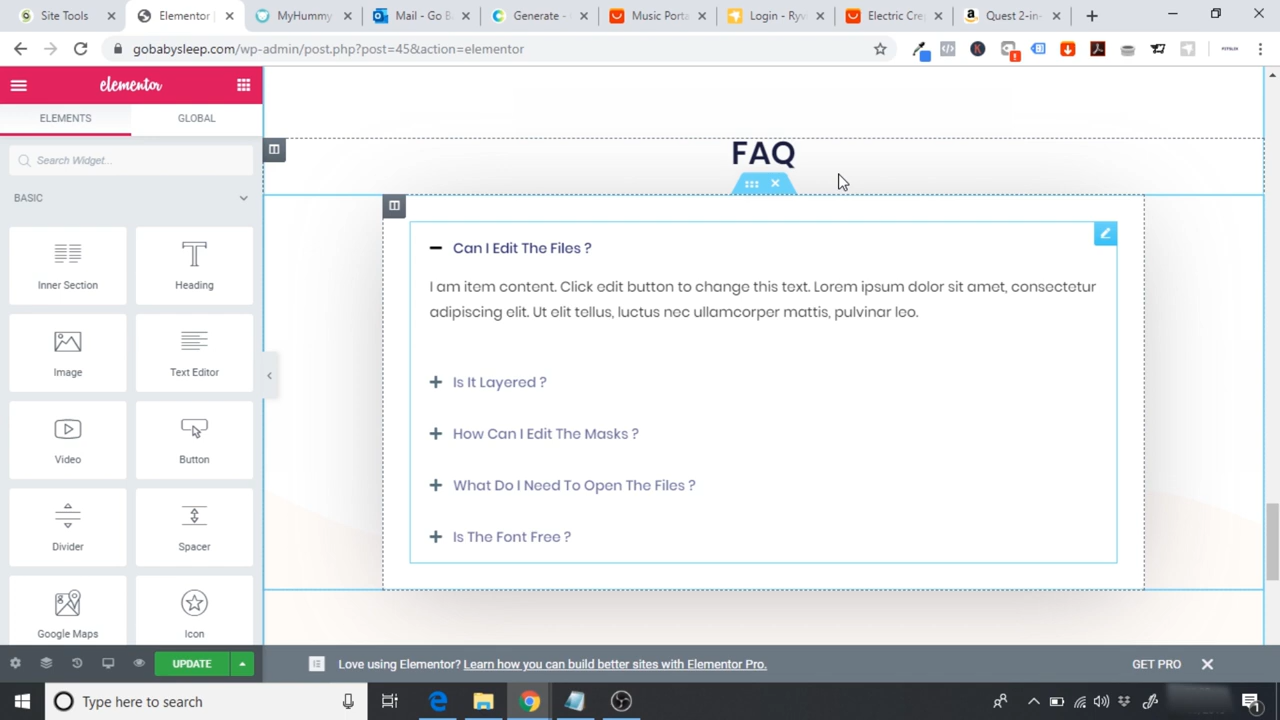 Site Tools
Elementor |
MyHummy
Mail - Go B
Generate -
Music Porta
Login - Ryv
Electric Cre
Quest 2-in-
gobabysleep.com/wp-admin/post.php?post=45&action=elementor
elementor
ELEMENTS
GLOBAL
Search Widget...
BASIC
Inner Section
Heading
Image
Text Editor
Video
Button
Divider
Spacer
Google Maps
Icon
UPDATE
FAQ
Can I Edit The Files ?
I am item content. Click edit button to change this text. Lorem ipsum dolor sit amet, consectetur
adipiscing elit. Ut elit tellus, luctus nec ullamcorper mattis, pulvinar leo.
Is It Layered ?
How Can I Edit The Masks ?
What Do I Need To Open The Files ?
Is The Font Free ?
Love using Elementor? Learn how you can build better sites with Elementor Pro.
GET PRO
Type here to search